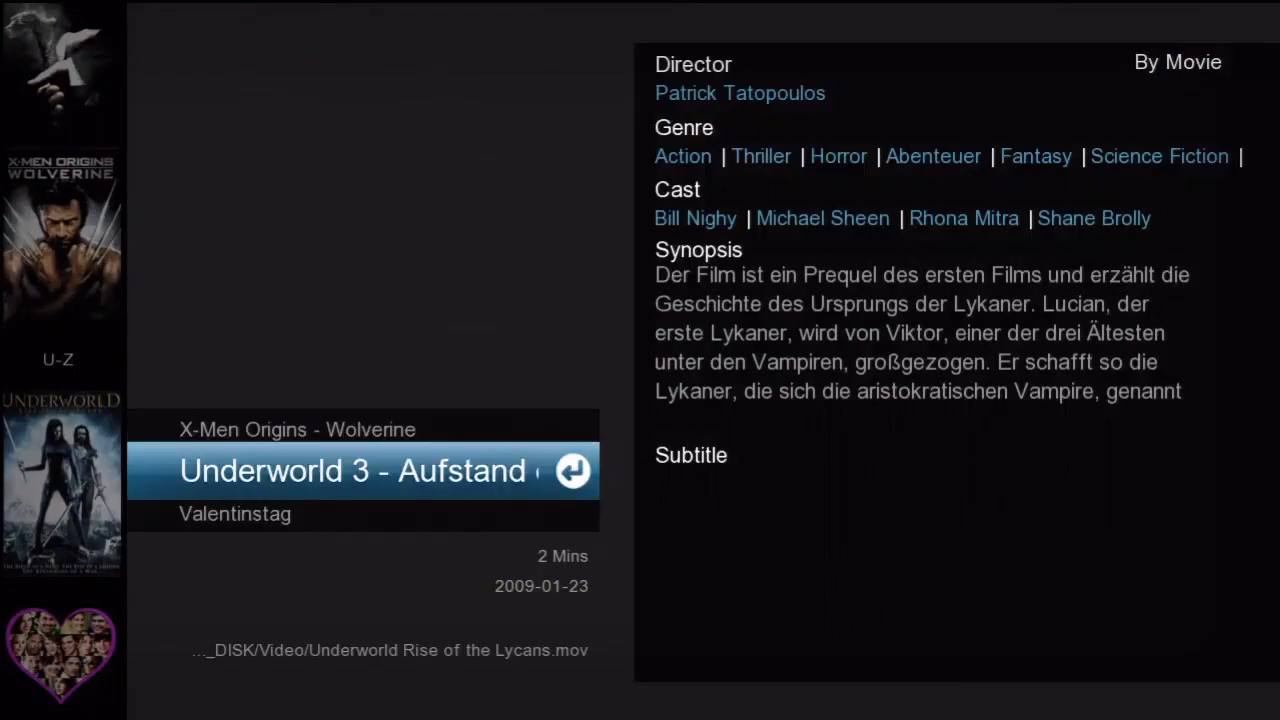 X-MEN ORIGINS
WOLVERINE
U-Z
UNDERWORLD
X-Men Origins - Wolverine
Underworld 3 - Aufstand
Valentinstag
2 Mins
2009-01-23
..._DISK/Video/Underworld Rise of the Lycans.mov
By Movie
Director
Patrick Tatopoulos
Genre
Action | Thriller | Horror | Abenteuer | Fantasy | Science Fiction |
Cast
Bill Nighy | Michael Sheen | Rhona Mitra | Shane Brolly
Synopsis
Der Film ist ein Prequel des ersten Films und erzählt die
Geschichte des Ursprungs der Lykaner. Lucian, der
erste Lykaner, wird von Viktor, einer der drei Ältesten
unter den Vampiren, großgezogen. Er schafft so die
Lykaner, die sich die aristokratischen Vampire, genannt
Subtitle